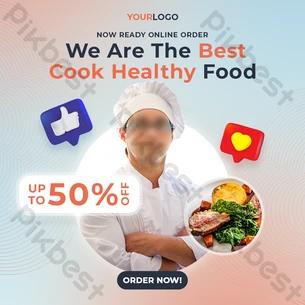 YOURLOGO
NOW READY ONLINE ORDER
We Are The Best
Cook Healthy Food
UP TO 50% OFF
ORDER NOW!
Pikbest